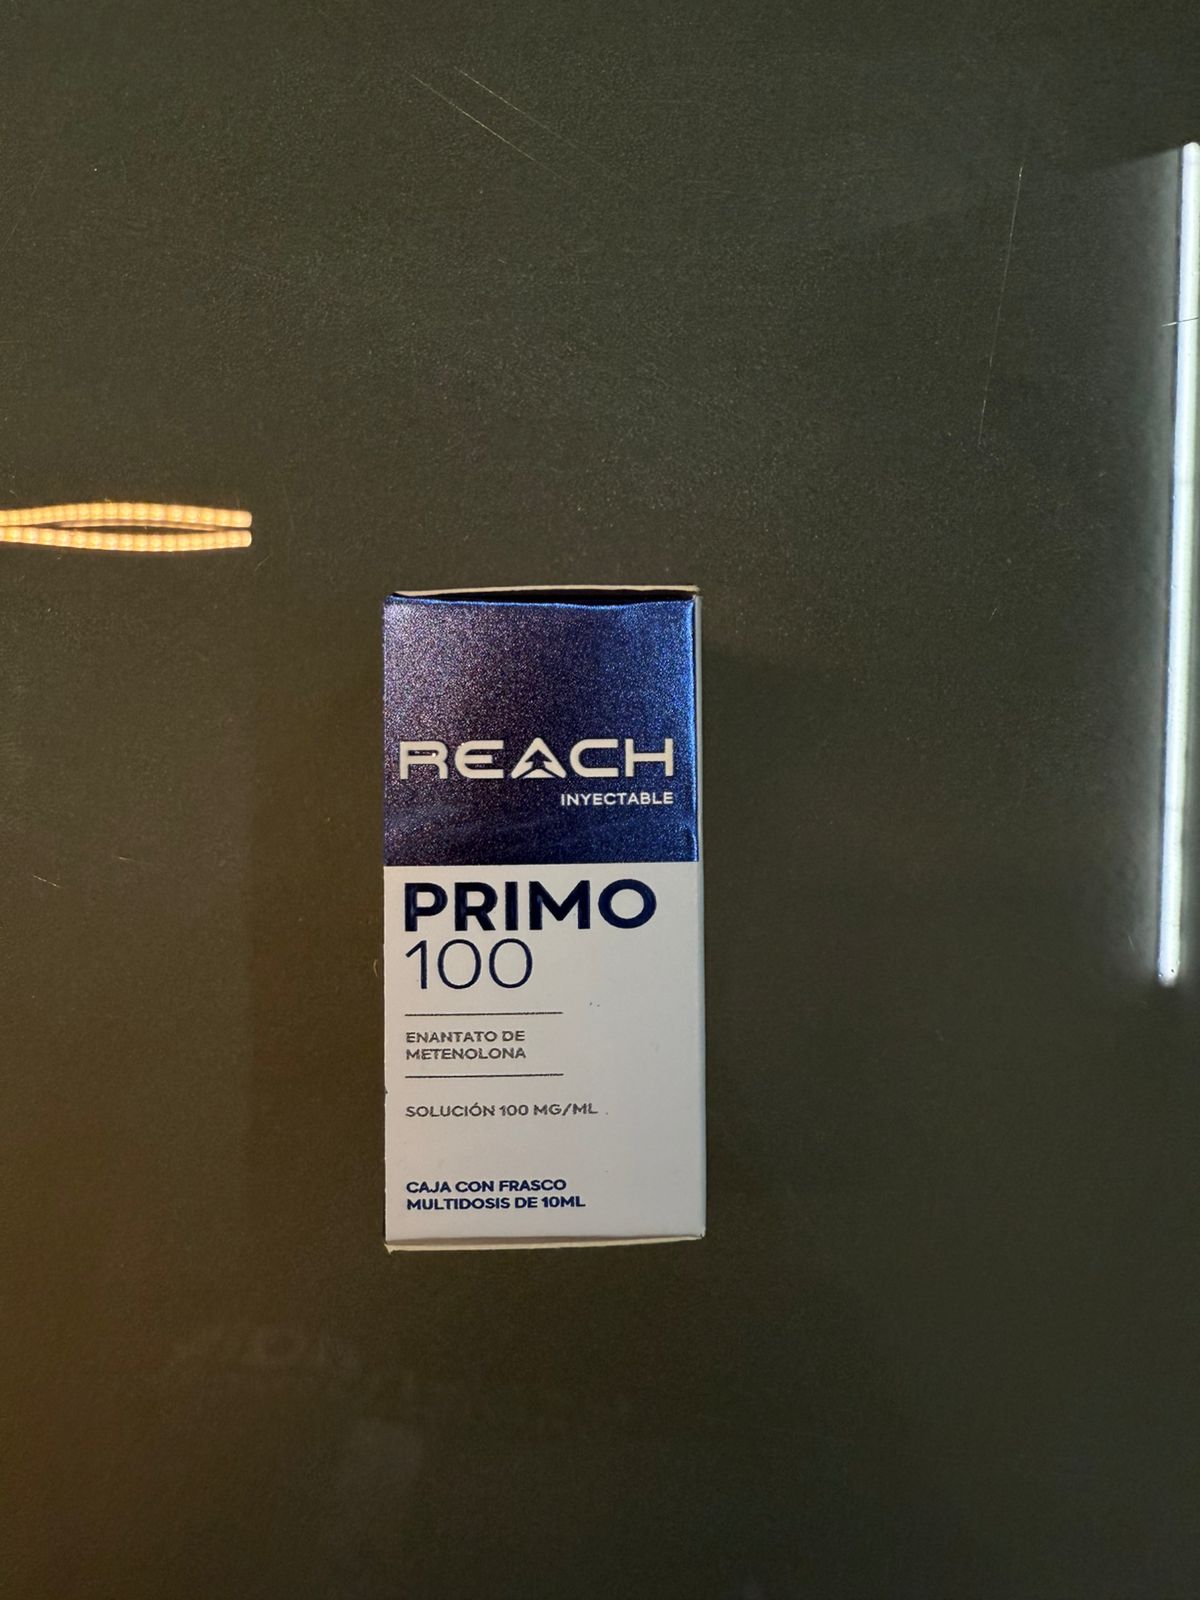 REACH
INYECTABLE
PRIMO
100
ENANTATO DE
METENOLONA
SOLUCIÓN 100 MG/ML
CAJA CON FRASCO
MULTIDOSIS DE 10ML